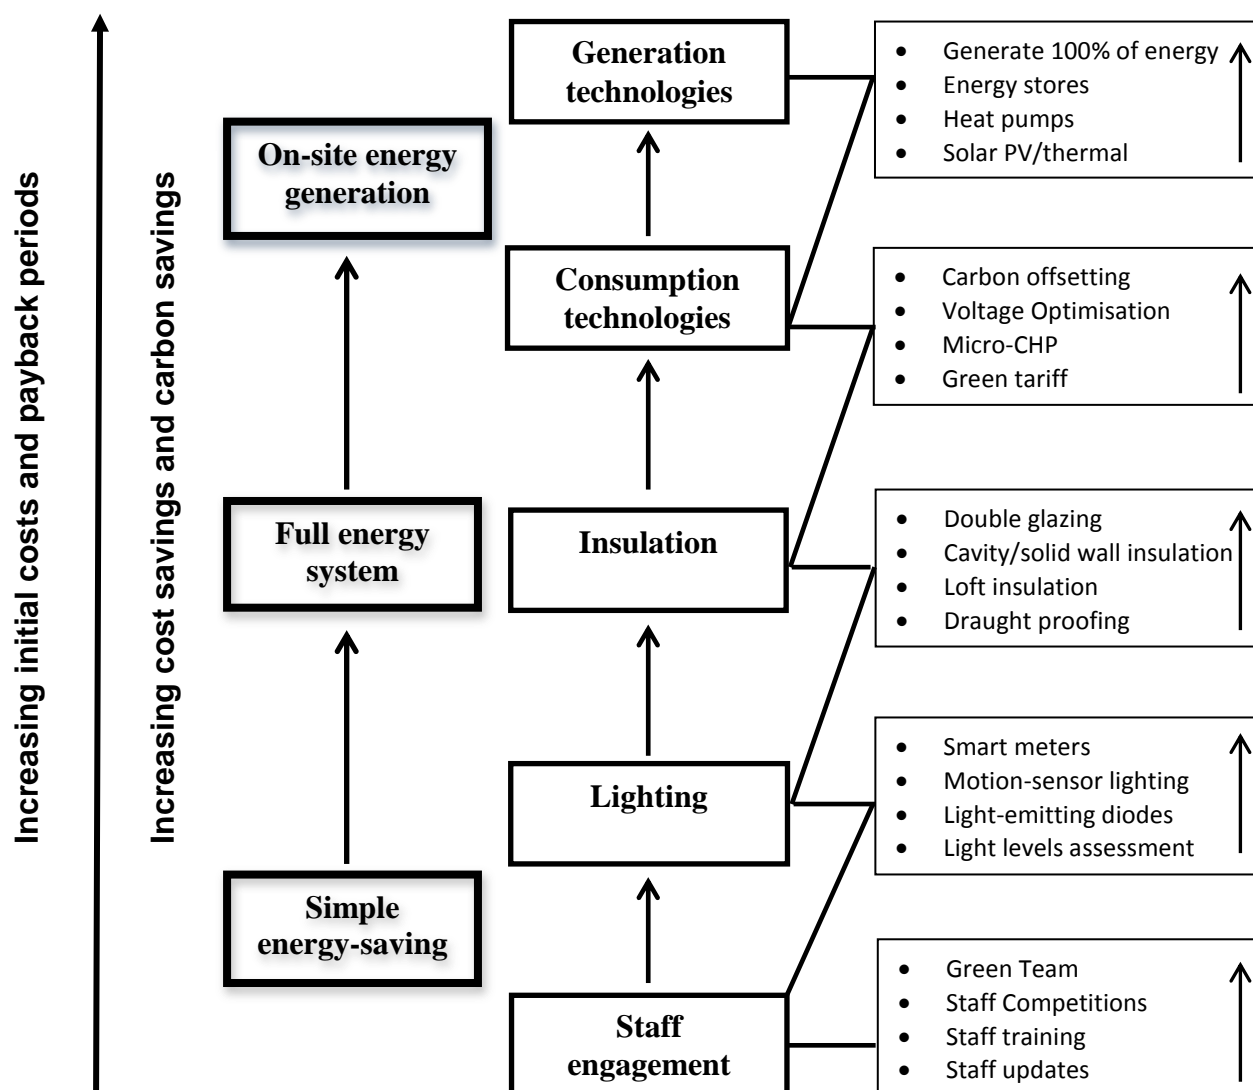 Increasing initial costs and payback periods
Increasing cost savings and carbon savings
On-site energy
generation
Full energy
system
Simple
energy-saving
Generation
technologies
Consumption
technologies
Insulation
Lighting
Staff
engagement
• Generate 100% of energy
• Energy stores
• Heat pumps
• Solar PV/thermal
• Carbon offsetting
• Voltage Optimisation
• Micro-CHP
• Green tariff
• Double glazing
• Cavity/solid wall insulation
• Loft insulation
• Draught proofing
• Smart meters
• Motion-sensor lighting
• Light-emitting diodes
• Light levels assessment
• Green Team
• Staff Competitions
• Staff training
• Staff updates